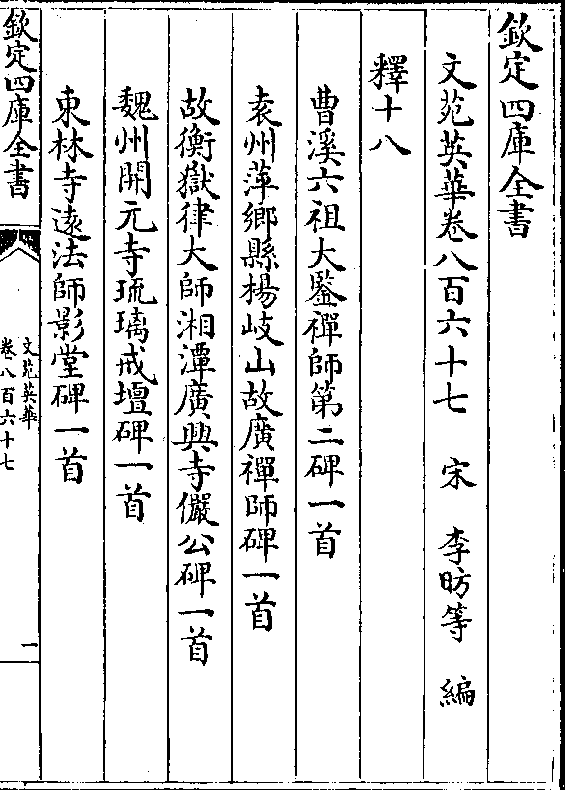 欽定四庫全書
文苑英華卷八百六十七 宋 李昉等 編
釋十八
曹溪六祖大鑒禪師第二碑一首
袁州萍鄉縣楊岐山故廣禪師碑一首
故衡嶽律大師湘潭廣興寺儼公碑一首
魏州開元寺琉璃戒壇碑一首
東林寺遠法師影堂碑一首
欽定四庫全書
文苑英華
卷八百六十七
一